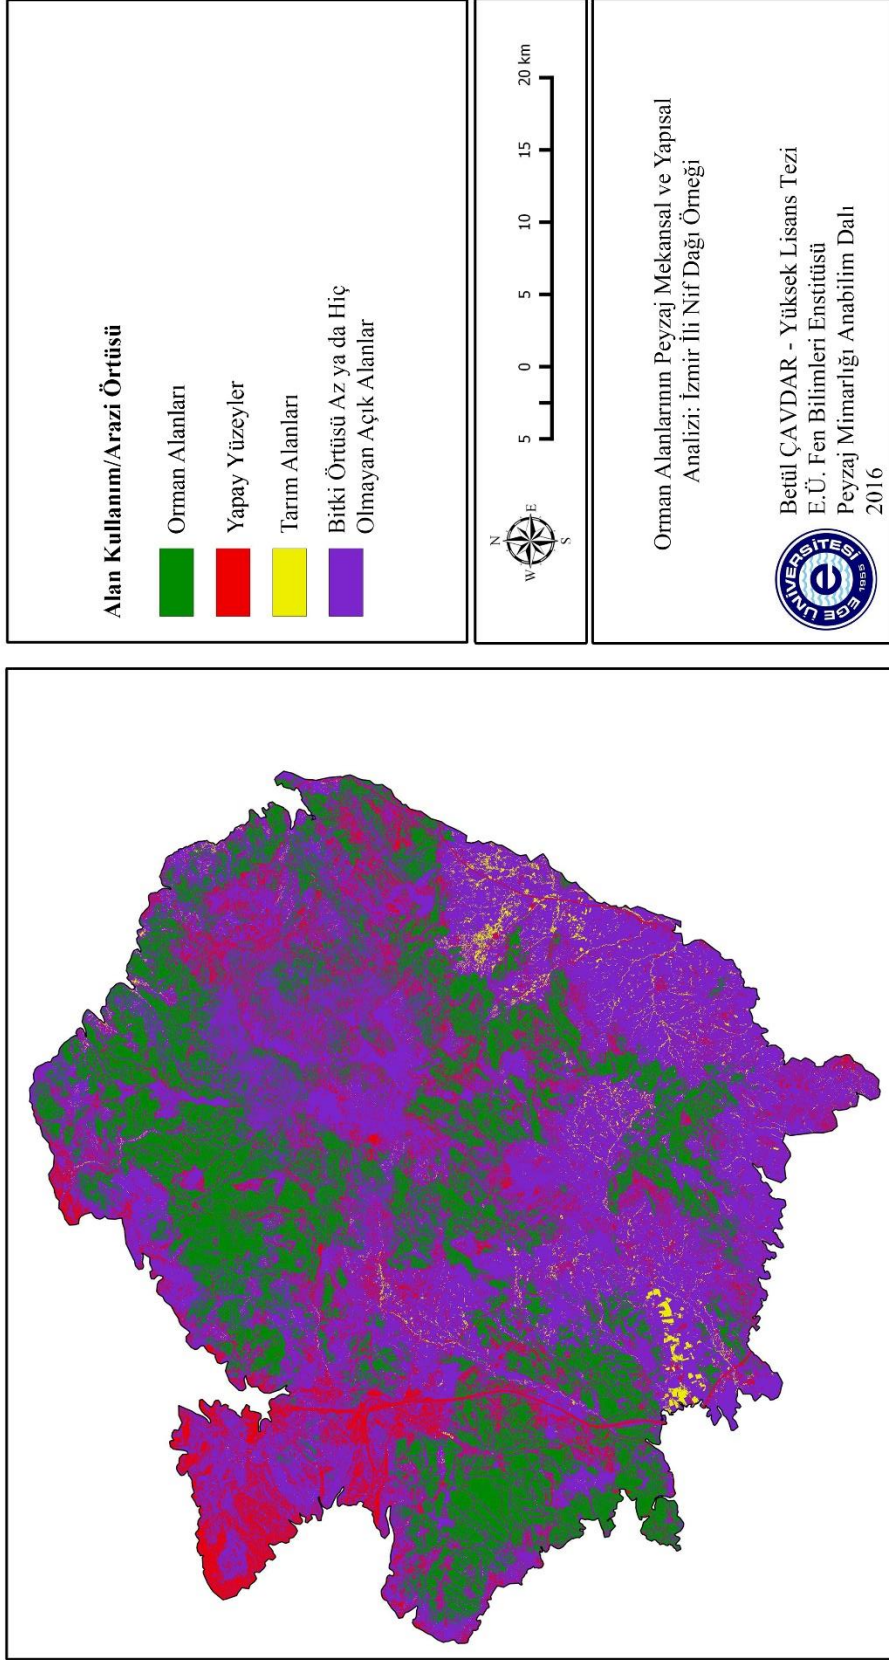 Alan Kullanım/Arazi Örtüsü
Orman Alanları
Yapay Yüzeyler
Tarım Alanları
Bitki Örtüsü Az ya da Hiç
Olmayan Açık Alanlar
N
W
E
S
5 0 5 10 15 20 km
Orman Alanlarının Peyzaj Mekansal ve Yapısal
Analizi: İzmir İli Nif Dağı Örneği
EGE ÜNİVERSİTESİ 1955
e
Betül ÇAVDAR - Yüksek Lisans Tezi
E.Ü. Fen Bilimleri Enstitüsü
Peyzaj Mimarlığı Anabilim Dalı
2016